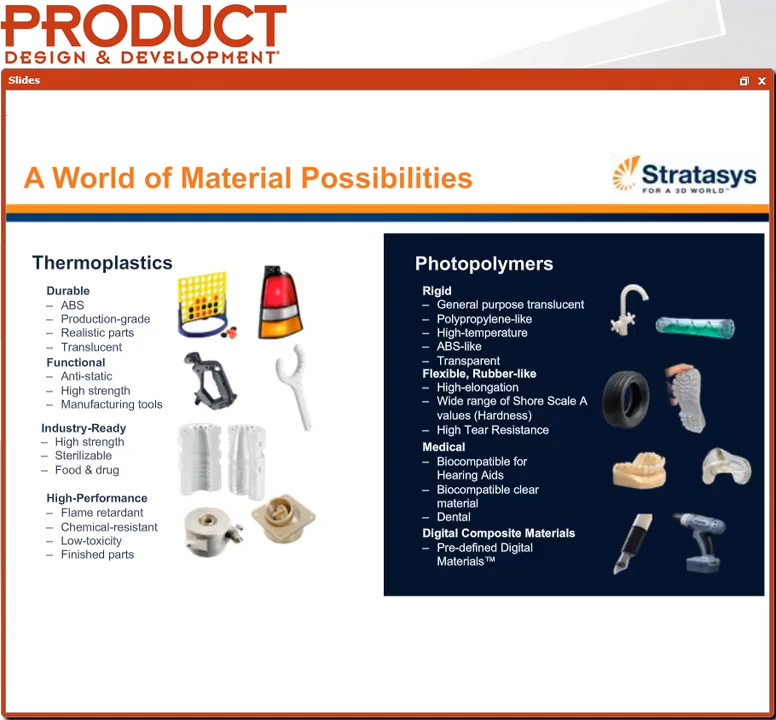 PRODUCT
DESIGN & DEVELOPMENT
Slides
A World of Material Possibilities
Stratasys
FOR A 3D WORLD™
Thermoplastics
Durable
– ABS
– Production-grade
– Realistic parts
– Translucent
Functional
– Anti-static
– High strength
– Manufacturing tools
Industry-Ready
– High strength
– Sterilizable
– Food & drug
High-Performance
– Flame retardant
– Chemical-resistant
– Low-toxicity
– Finished parts
Photopolymers
Rigid
– General purpose translucent
– Polypropylene-like
– High-temperature
– ABS-like
– Transparent
Flexible, Rubber-like
– High-elongation
– Wide range of Shore Scale A
values (Hardness)
– High Tear Resistance
Medical
– Biocompatible for
Hearing Aids
– Biocompatible clear
material
– Dental
Digital Composite Materials
– Pre-defined Digital
Materials™